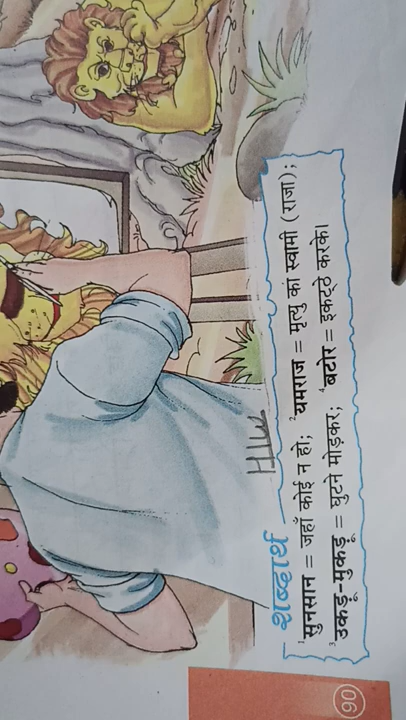 शब्दार्थ
¹सुनसान = जहाँ कोई न हो; ²यमराज = मृत्यु का स्वामी (राजा);
³उकड़ू-मुकड़ू = घुटने मोड़कर; ⁴बटोर = इकट्ठे करके।
90